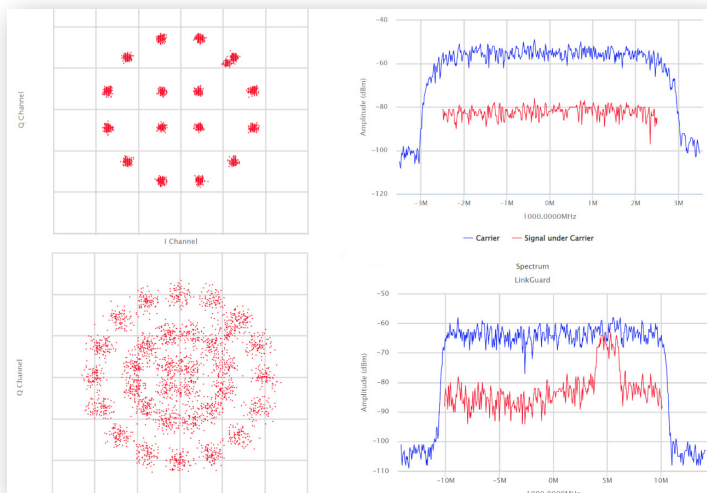 Q Channel
I Channel
Amplitude (dBm)
-40
-60
-80
-100
-120
-3M
-2M
-1M
0M
1M
2M
3M
1000.0000MHz
Carrier
Signal under Carrier
Q Channel
Spectrum
LinkGuard
Amplitude (dBm)
-50
-60
-70
-80
-90
-100
-110
-10M
-5M
0M
5M
10M
1000.0000MHz